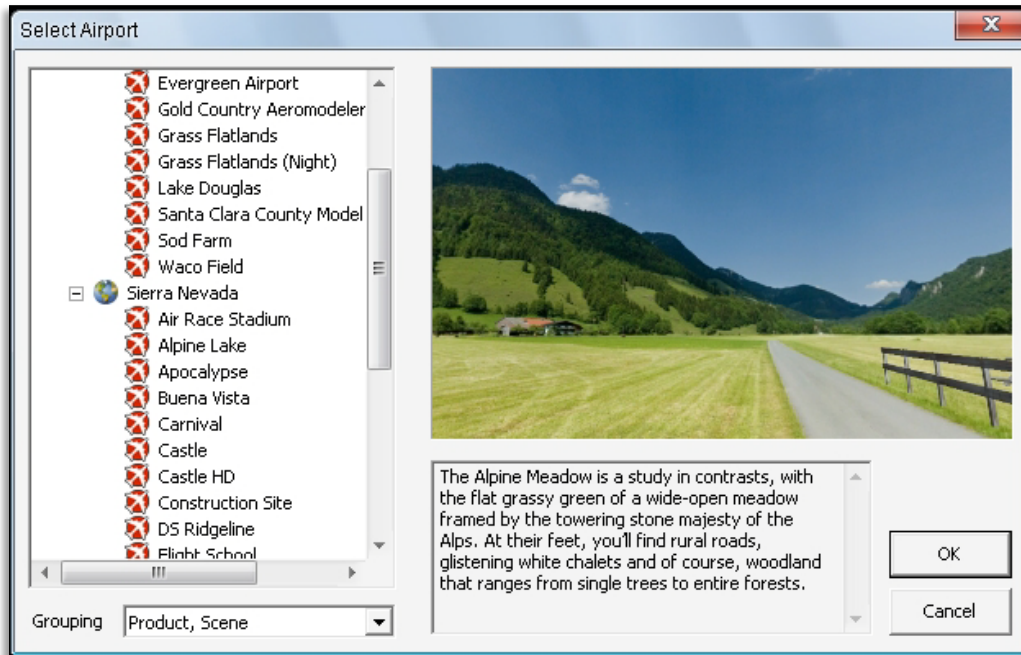 Select Airport
Evergreen Airport
Gold Country Aeromodeler
Grass Flatlands
Grass Flatlands (Night)
Lake Douglas
Santa Clara County Model
Sod Farm
Waco Field
Sierra Nevada
Air Race Stadium
Alpine Lake
Apocalypse
Buena Vista
Carnival
Castle
Castle HD
Construction Site
DS Ridgeline
Flight School
Grouping
Product, Scene
The Alpine Meadow is a study in contrasts, with
the flat grassy green of a wide-open meadow
framed by the towering stone majesty of the
Alps. At their feet, you'll find rural roads,
glistening white chalets and of course, woodland
that ranges from single trees to entire forests.
OK
Cancel